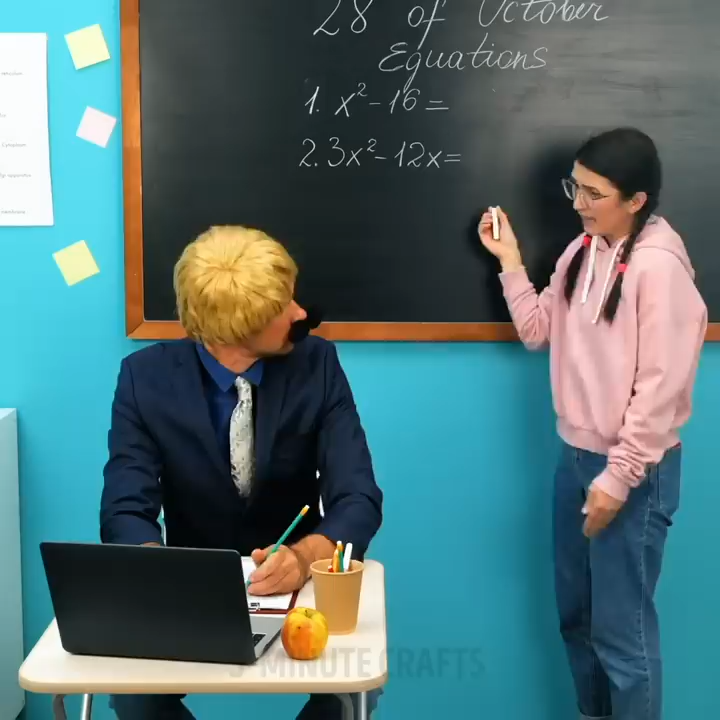 28 of October
Equations
1. x²-16=
2. 3x²-12x=
5-MINUTE CRAFTS